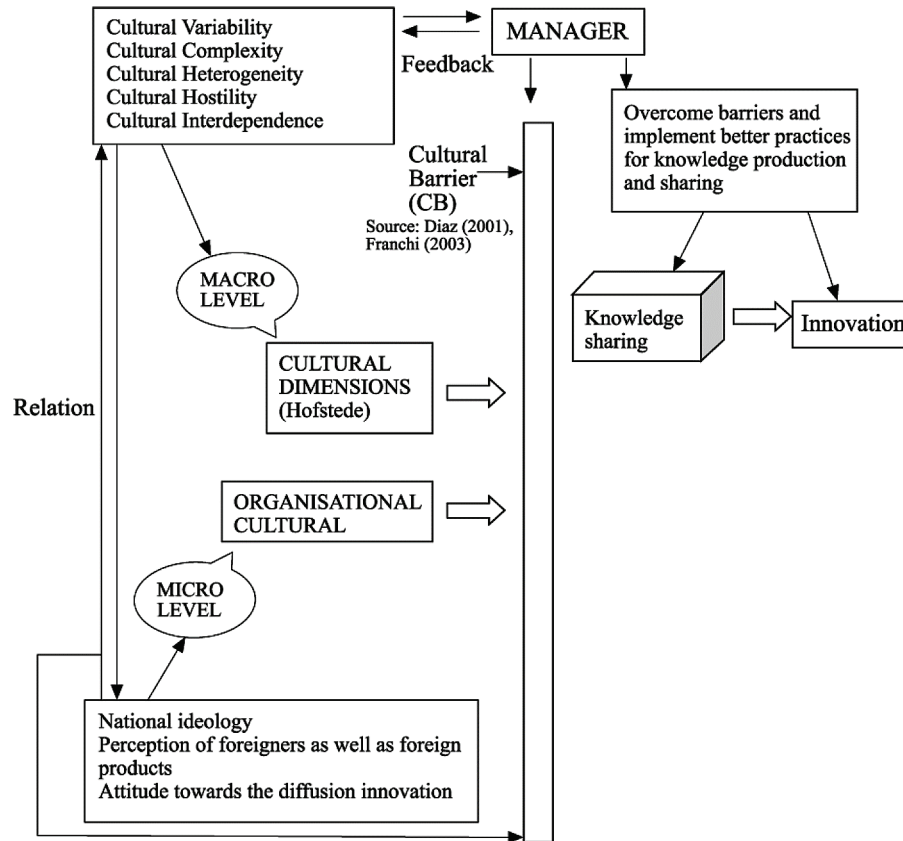 Cultural Variability
Cultural Complexity
Cultural Heterogeneity
Cultural Hostility
Cultural Interdependence
Feedback
MANAGER
Overcome barriers and
implement better practices
for knowledge production
and sharing
Cultural
Barrier
(CB)
Source: Diaz (2001),
Franchi (2003)
MACRO
LEVEL
Knowledge
sharing
Innovation
CULTURAL
DIMENSIONS
(Hofstede)
Relation
ORGANISATIONAL
CULTURAL
MICRO
LEVEL
National ideology
Perception of foreigners as well as foreign
products
Attitude towards the diffusion innovation